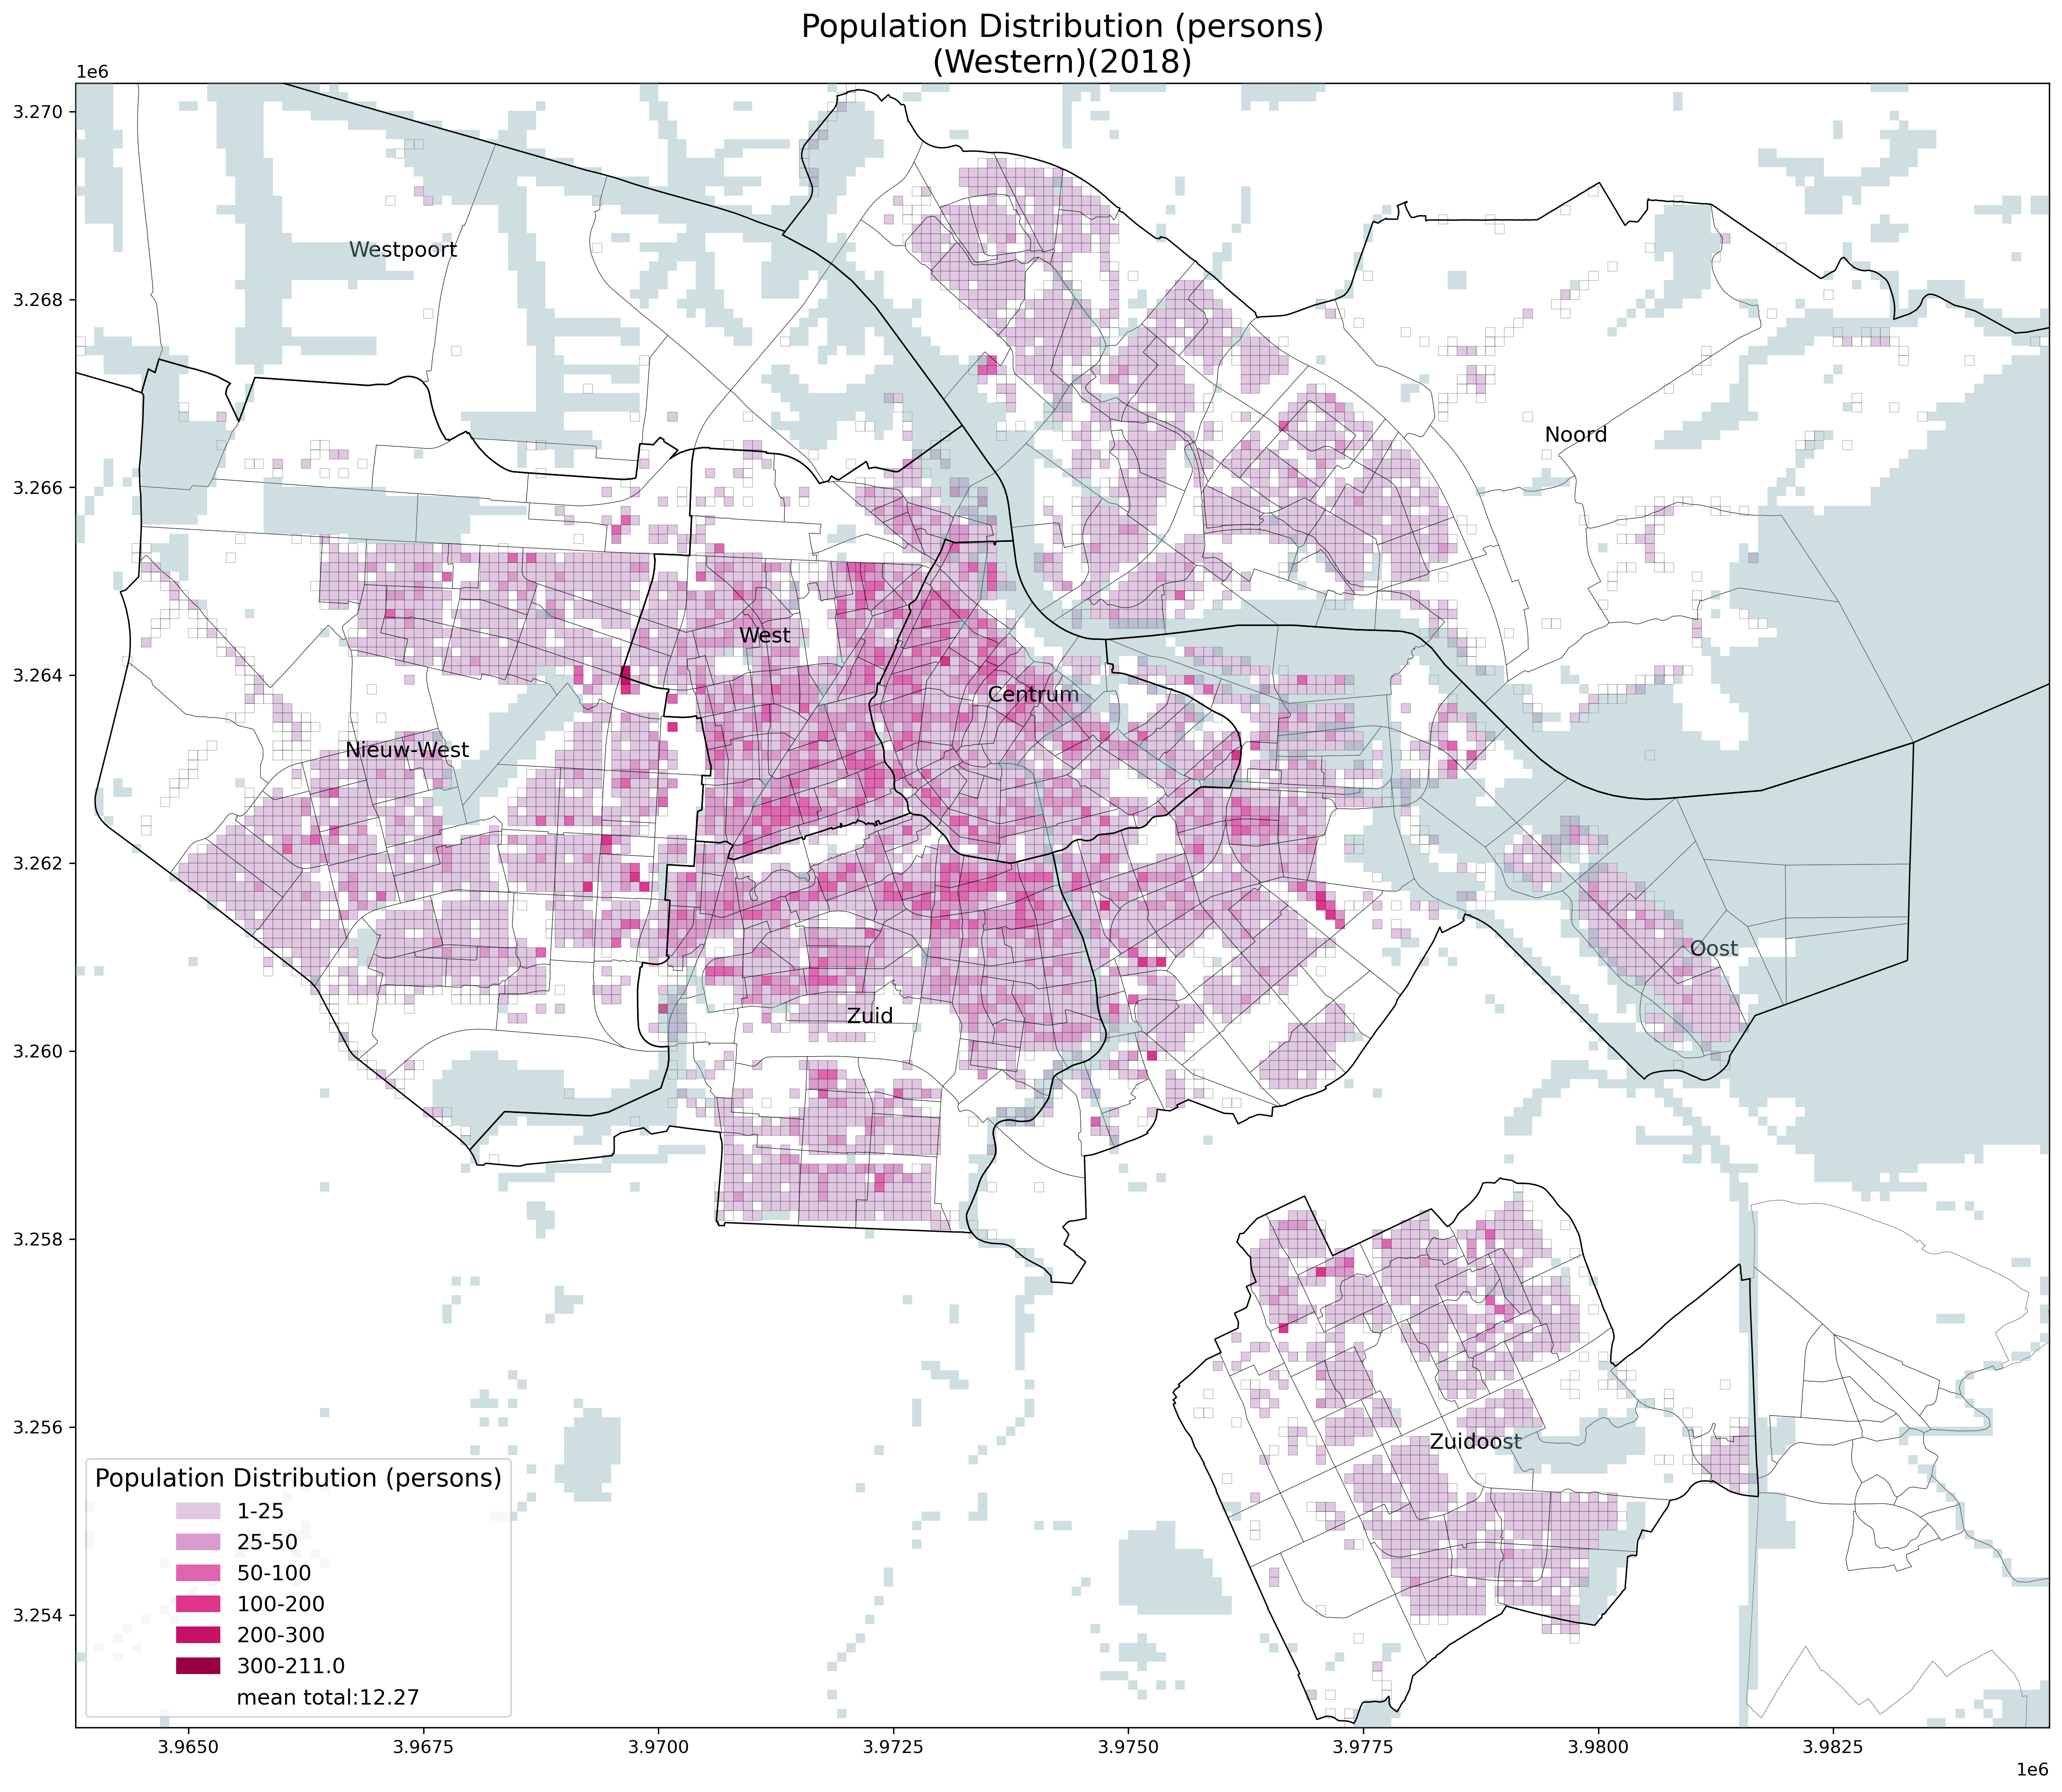 Population Distribution (persons)
(Western)(2018)
1e6
3.270
3.268
3.266
3.264
3.262
3.260
3.258
3.256
3.254
Westpoort
Noord
West
Centrum
Nieuw-West
Oost
Zuid
Zuidoost
Population Distribution (persons)
1-25
25-50
50-100
100-200
200-300
300-211.0
mean total:12.27
3.9650
3.9675
3.9700
3.9725
3.9750
3.9775
3.9800
3.9825
1e6